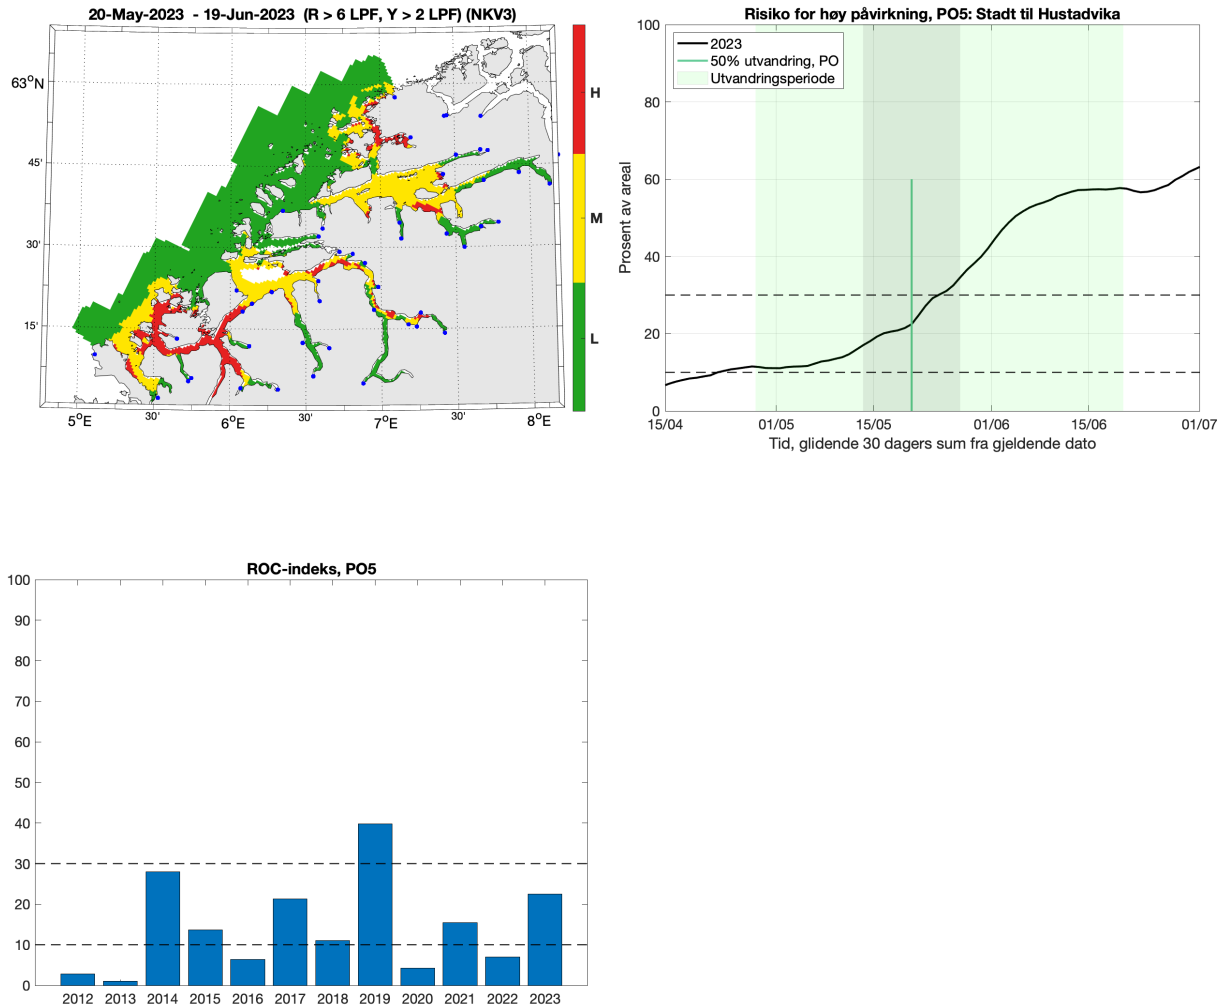 20-May-2023 - 19-Jun-2023 (R > 6 LPF, Y > 2 LPF) (NKV3)
63°N
45'
30'
15'
5°E
30'
6°E
30'
7°E
30'
8°E
H
M
L
Risiko for høy påvirkning, PO5: Stadt til Hustadvika
2023
50% utvandring, PO
Utvandringsperiode
Prosent av areal
100
80
60
40
20
0
15/04
01/05
15/05
01/06
15/06
01/07
Tid, glidende 30 dagers sum fra gjeldende dato
ROC-indeks, PO5
100
90
80
70
60
50
40
30
20
10
0
2012
2013
2014
2015
2016
2017
2018
2019
2020
2021
2022
2023